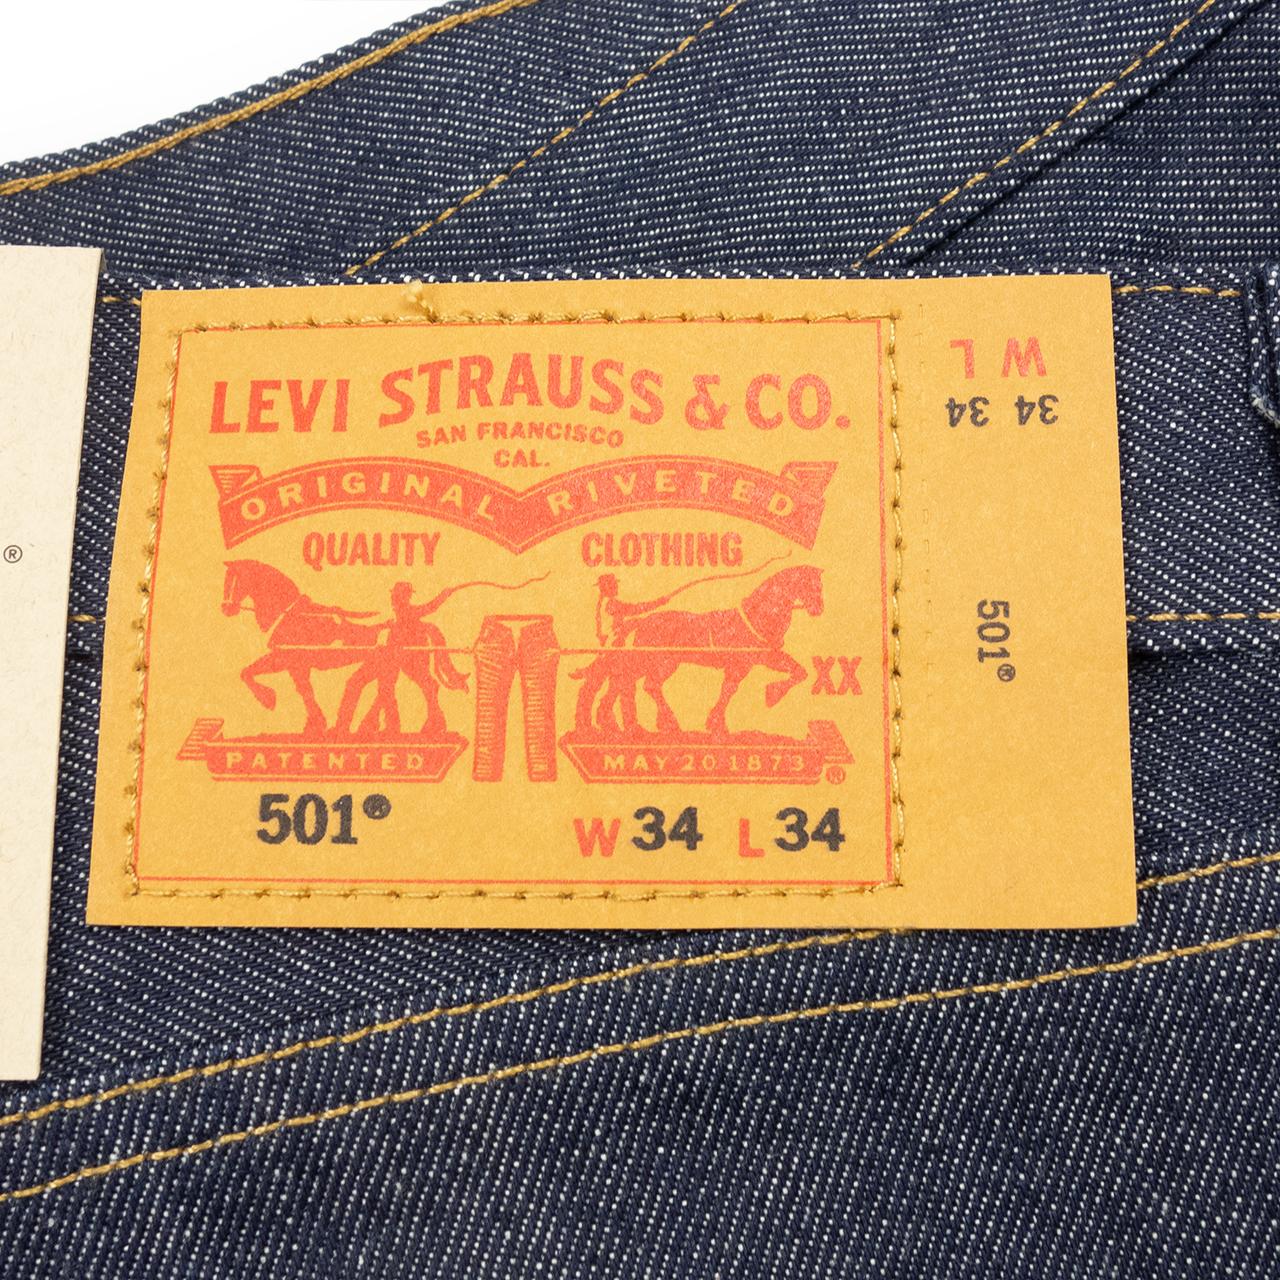 LEVI STRAUSS & CO.
SAN FRANCISCO
CAL.
ORIGINAL RIVETED
QUALITY CLOTHING
XX
PATENTED MAY 20 1873 ®
501® W 34 L 34
W L
34 34
501®
®